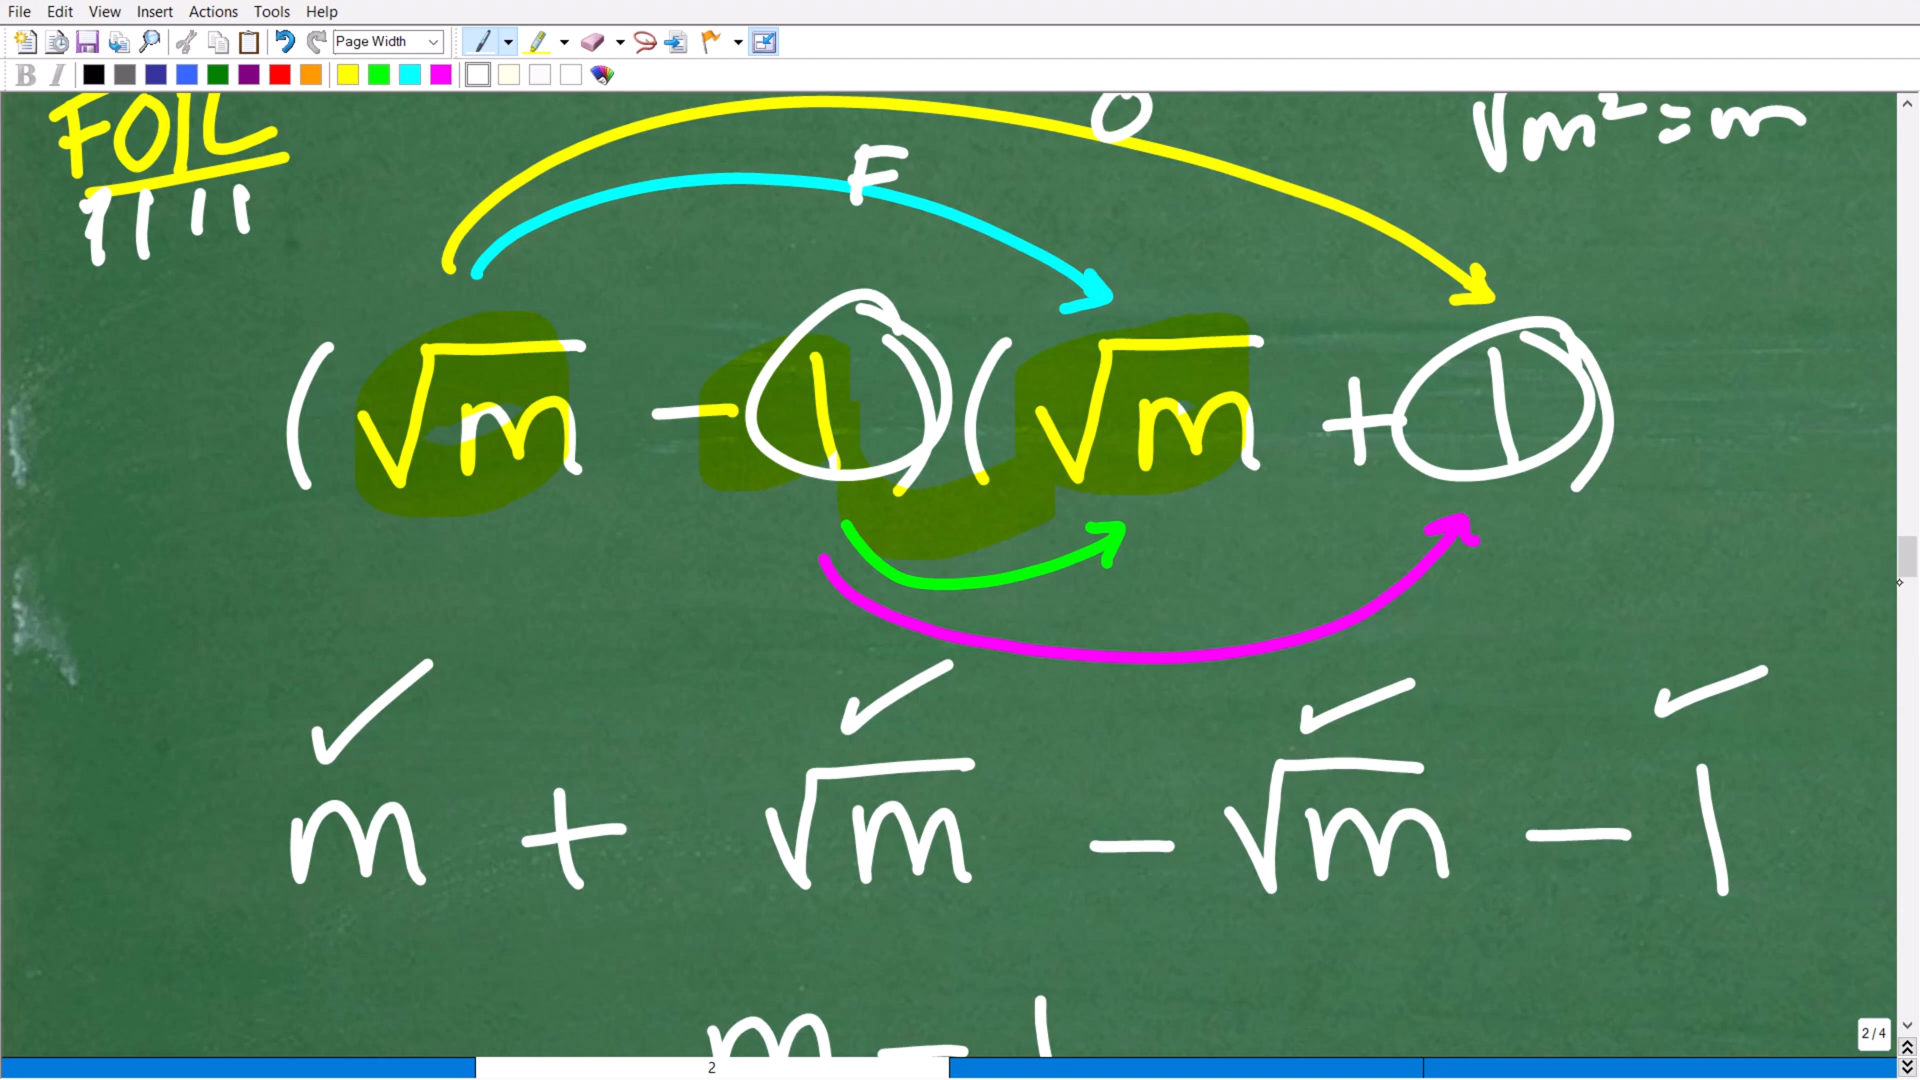 File Edit View Insert Actions Tools Help
Page Width
B I
FOIL
O
F
√m² = m
(√m - 1)(√m + 1)
m + √m - √m - 1
m - 1
2 / 4
2